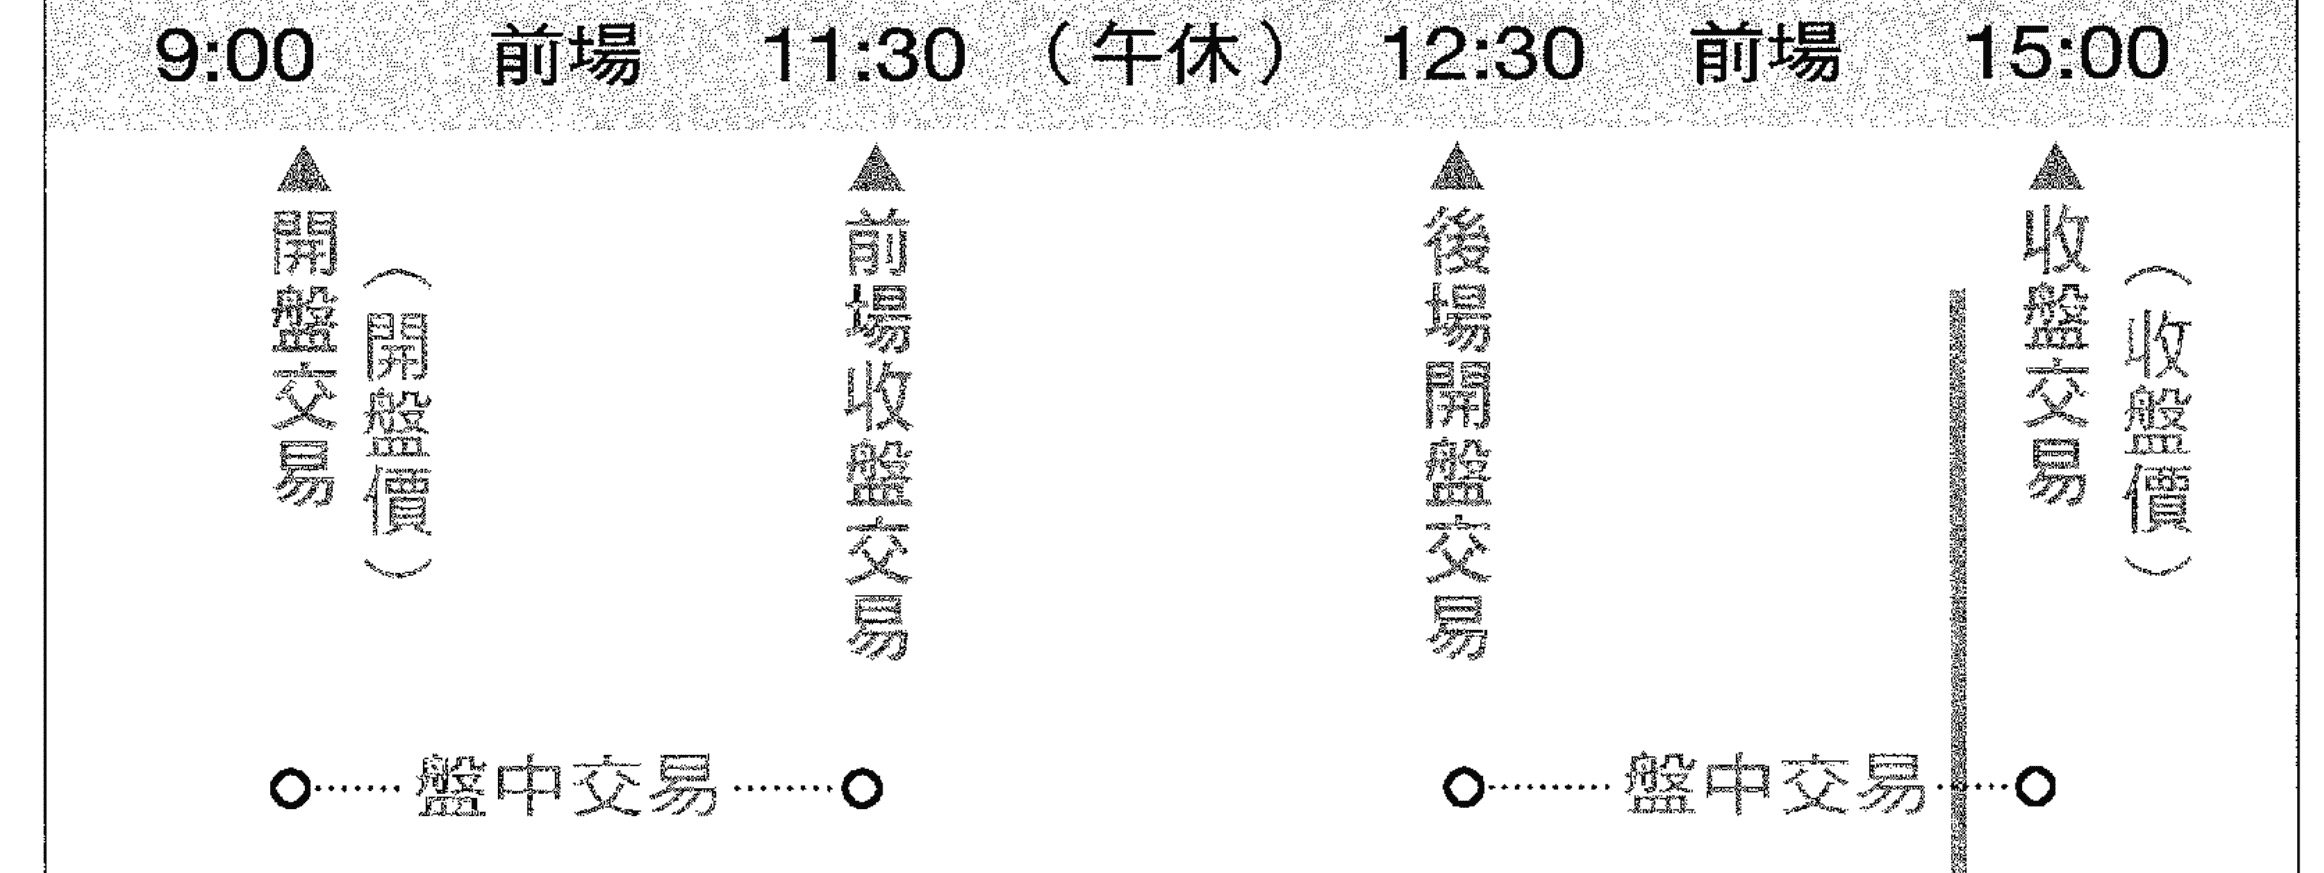 9:00 前場 11:30 （午休） 12:30 前場 15:00
開盤交易
（開盤價）
前場收盤交易
後場開盤交易
收盤交易
（收盤價）
盤中交易
盤中交易